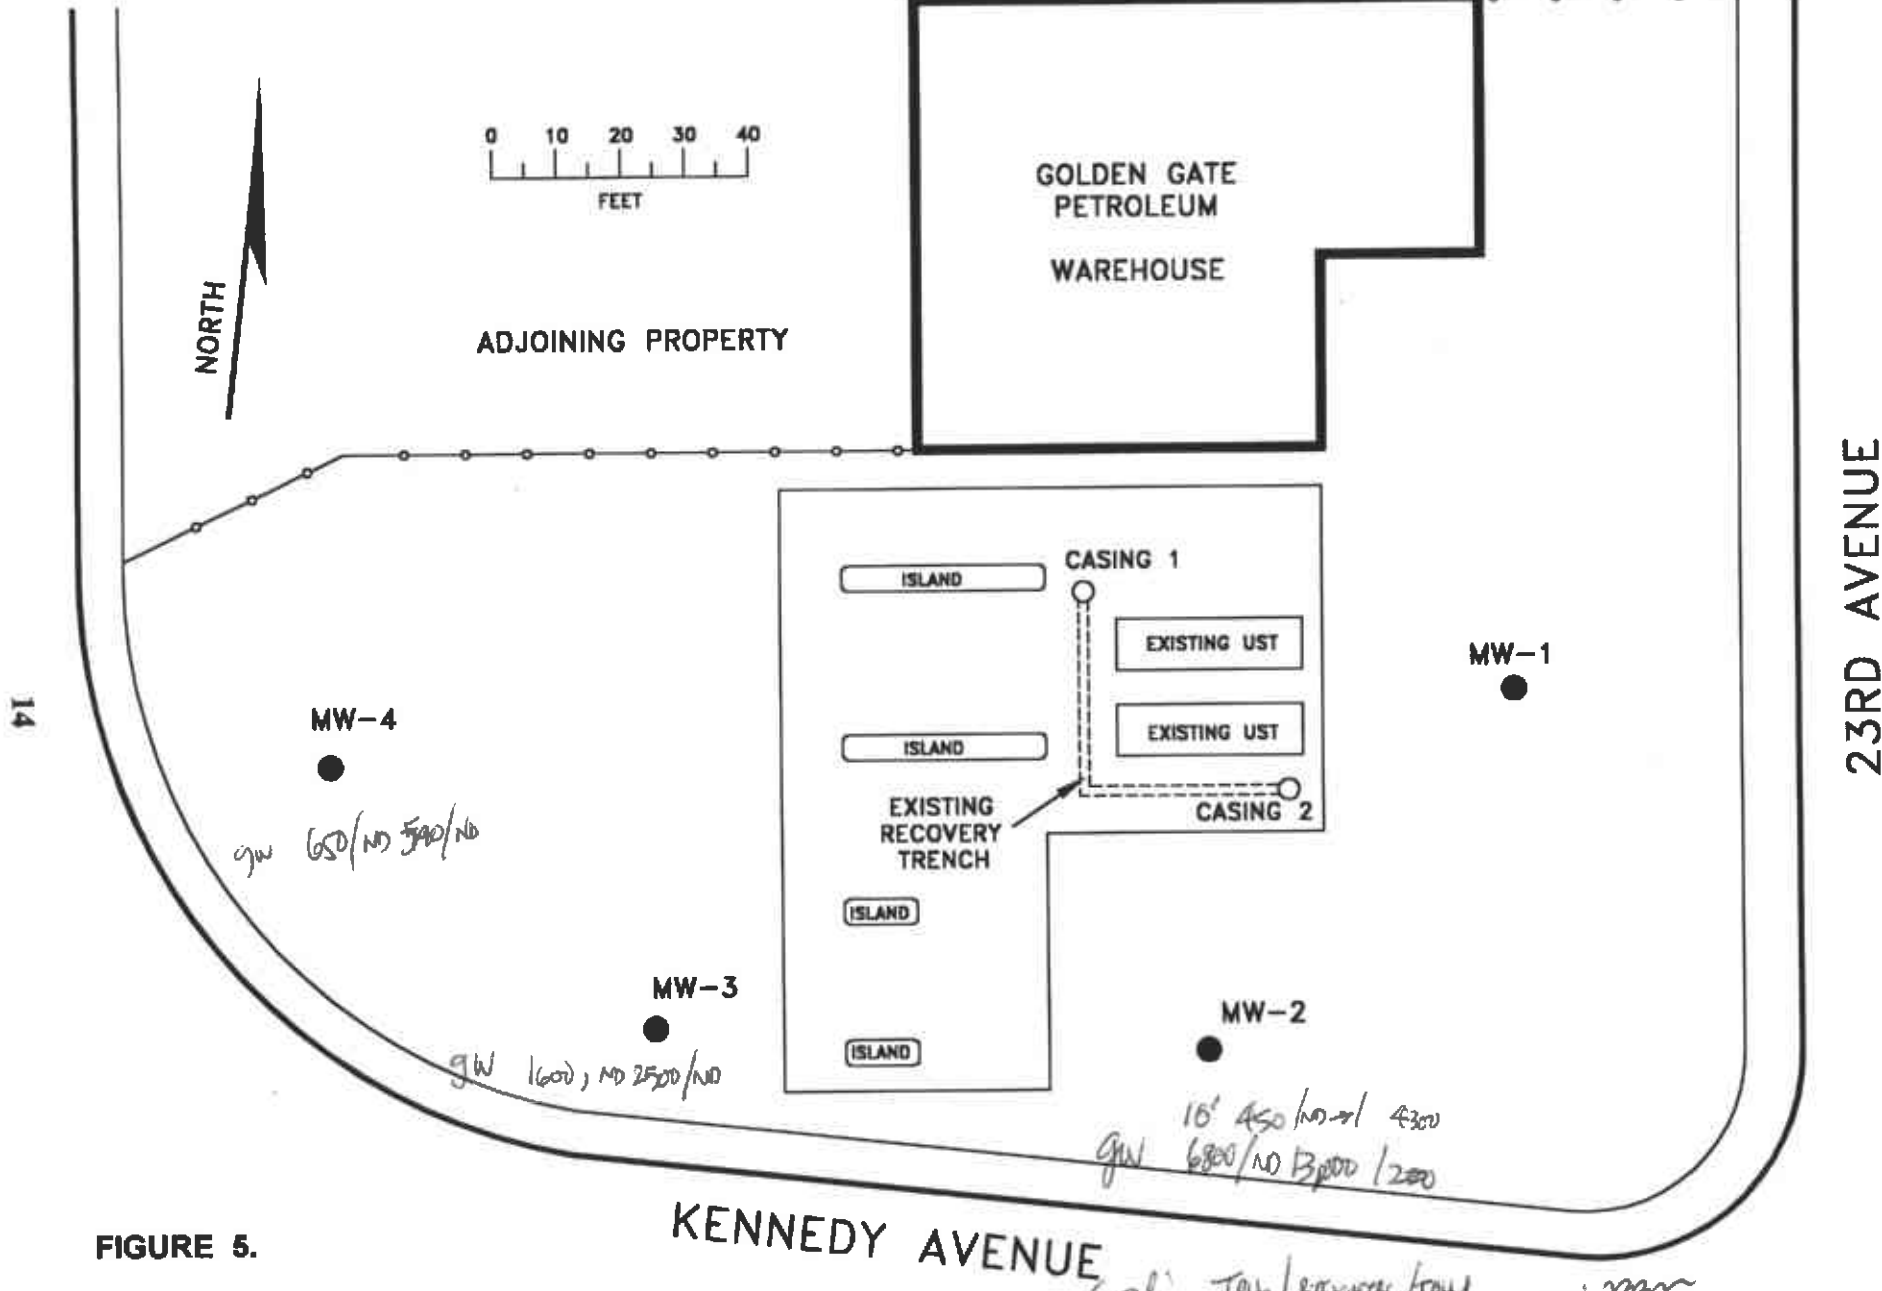 0 10 20 30 40
FEET
GOLDEN GATE
PETROLEUM
WAREHOUSE
NORTH
ADJOINING PROPERTY
23RD AVENUE
CASING 1
ISLAND
EXISTING UST
MW-1
14
MW-4
ISLAND
EXISTING UST
EXISTING
RECOVERY
TRENCH
CASING 2
gw 650/ND /ND
ISLAND
MW-3
MW-2
ISLAND
gw 1600, ND 2500/ND
450 /ND 4300
gw 6800/ND 13,000 /
KENNEDY AVENUE
FIGURE 5.